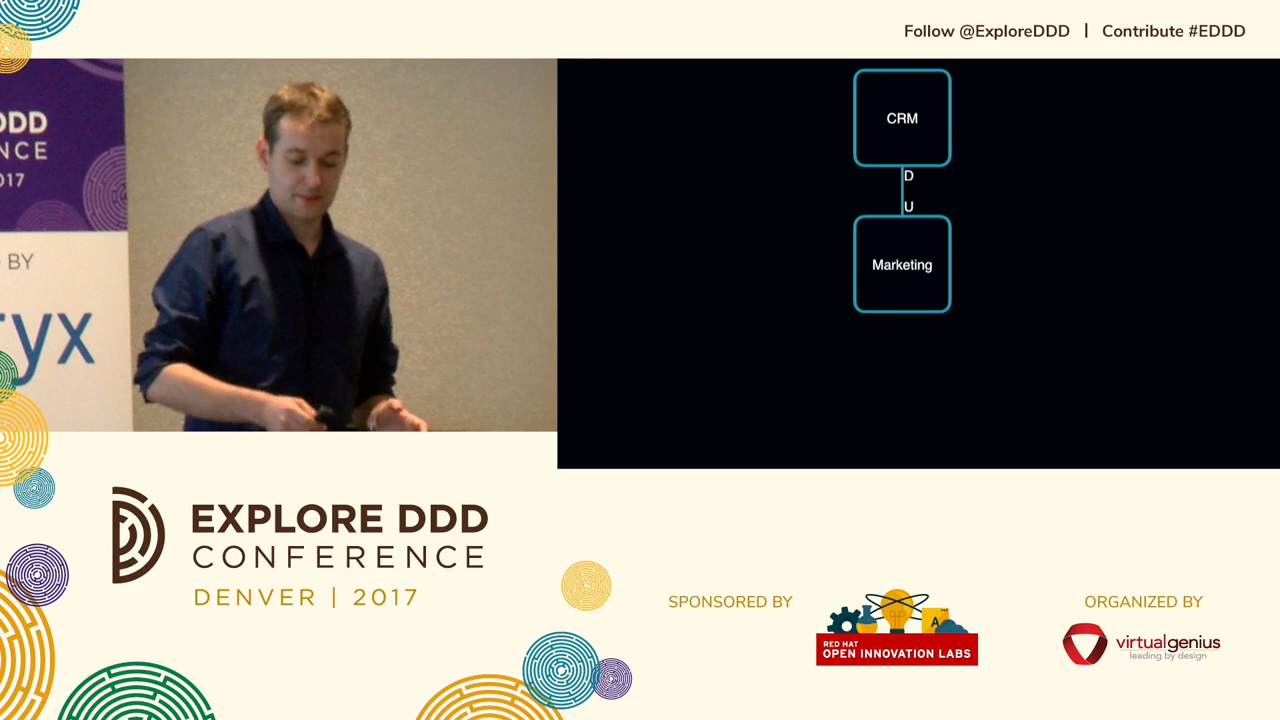 Follow @ExploreDDD | Contribute #EDDD
DDD
NCE
017
BY
ryx
CRM
D
U
Marketing
EXPLORE DDD
CONFERENCE
DENVER | 2017
SPONSORED BY
A
RED HAT
OPEN INNOVATION LABS
ORGANIZED BY
virtualgenius
leading by design